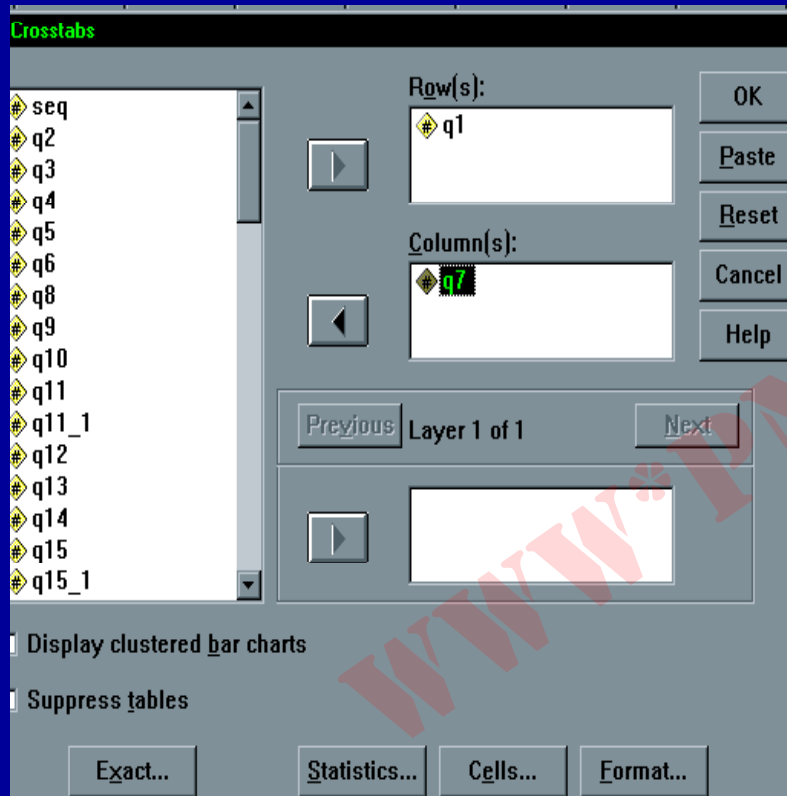 Crosstabs
# seq
# q2
# q3
# q4
# q5
# q6
# q8
# q9
# q10
# q11
# q11_1
# q12
# q13
# q14
# q15
# q15_1
Row(s):
# q1
Column(s):
# q7
OK
Paste
Reset
Cancel
Help
Previous Layer 1 of 1 Next
Display clustered bar charts
Suppress tables
Exact... Statistics... Cells... Format...